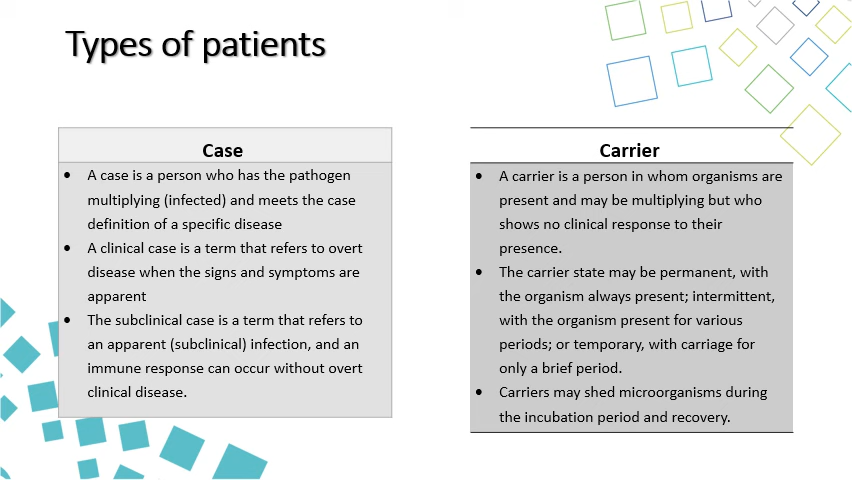 Types of patients
Case
• A case is a person who has the pathogen
multiplying (infected) and meets the case
definition of a specific disease
• A clinical case is a term that refers to overt
disease when the signs and symptoms are
apparent
• The subclinical case is a term that refers to
an apparent (subclinical) infection, and an
immune response can occur without overt
clinical disease.
Carrier
• A carrier is a person in whom organisms are
present and may be multiplying but who
shows no clinical response to their
presence.
• The carrier state may be permanent, with
the organism always present; intermittent,
with the organism present for various
periods; or temporary, with carriage for
only a brief period.
• Carriers may shed microorganisms during
the incubation period and recovery.